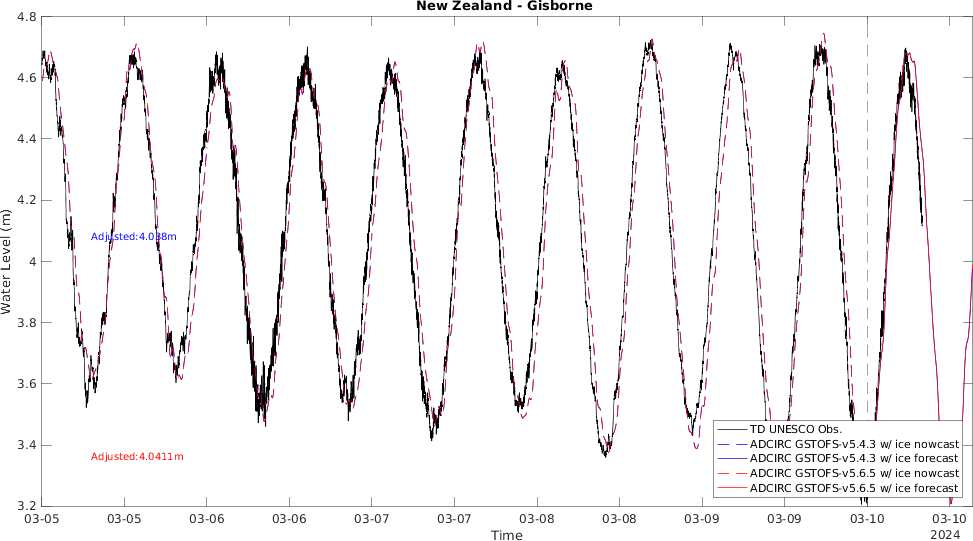 New Zealand - Gisborne
4.8
4.6
4.4
4.2
4
3.8
3.6
3.4
3.2
Water Level (m)
Adjusted:4.038m
Adjusted:4.0411m
TD UNESCO Obs.
ADCIRC GSTOFS-v5.4.3 w/ ice nowcast
ADCIRC GSTOFS-v5.4.3 w/ ice forecast
ADCIRC GSTOFS-v5.6.5 w/ ice nowcast
ADCIRC GSTOFS-v5.6.5 w/ ice forecast
03-05 03-05 03-06 03-06 03-07 03-07 03-08 03-08 03-09 03-09 03-10 03-10
2024
Time